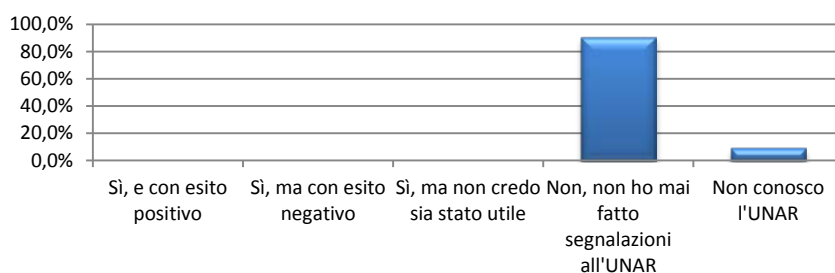 100,0%
80,0%
60,0%
40,0%
20,0%
0,0%
Sì, e con esito
positivo
Sì, ma con esito
negativo
Sì, ma non credo
sia stato utile
Non, non ho mai
fatto
segnalazioni
all'UNAR
Non conosco
l'UNAR